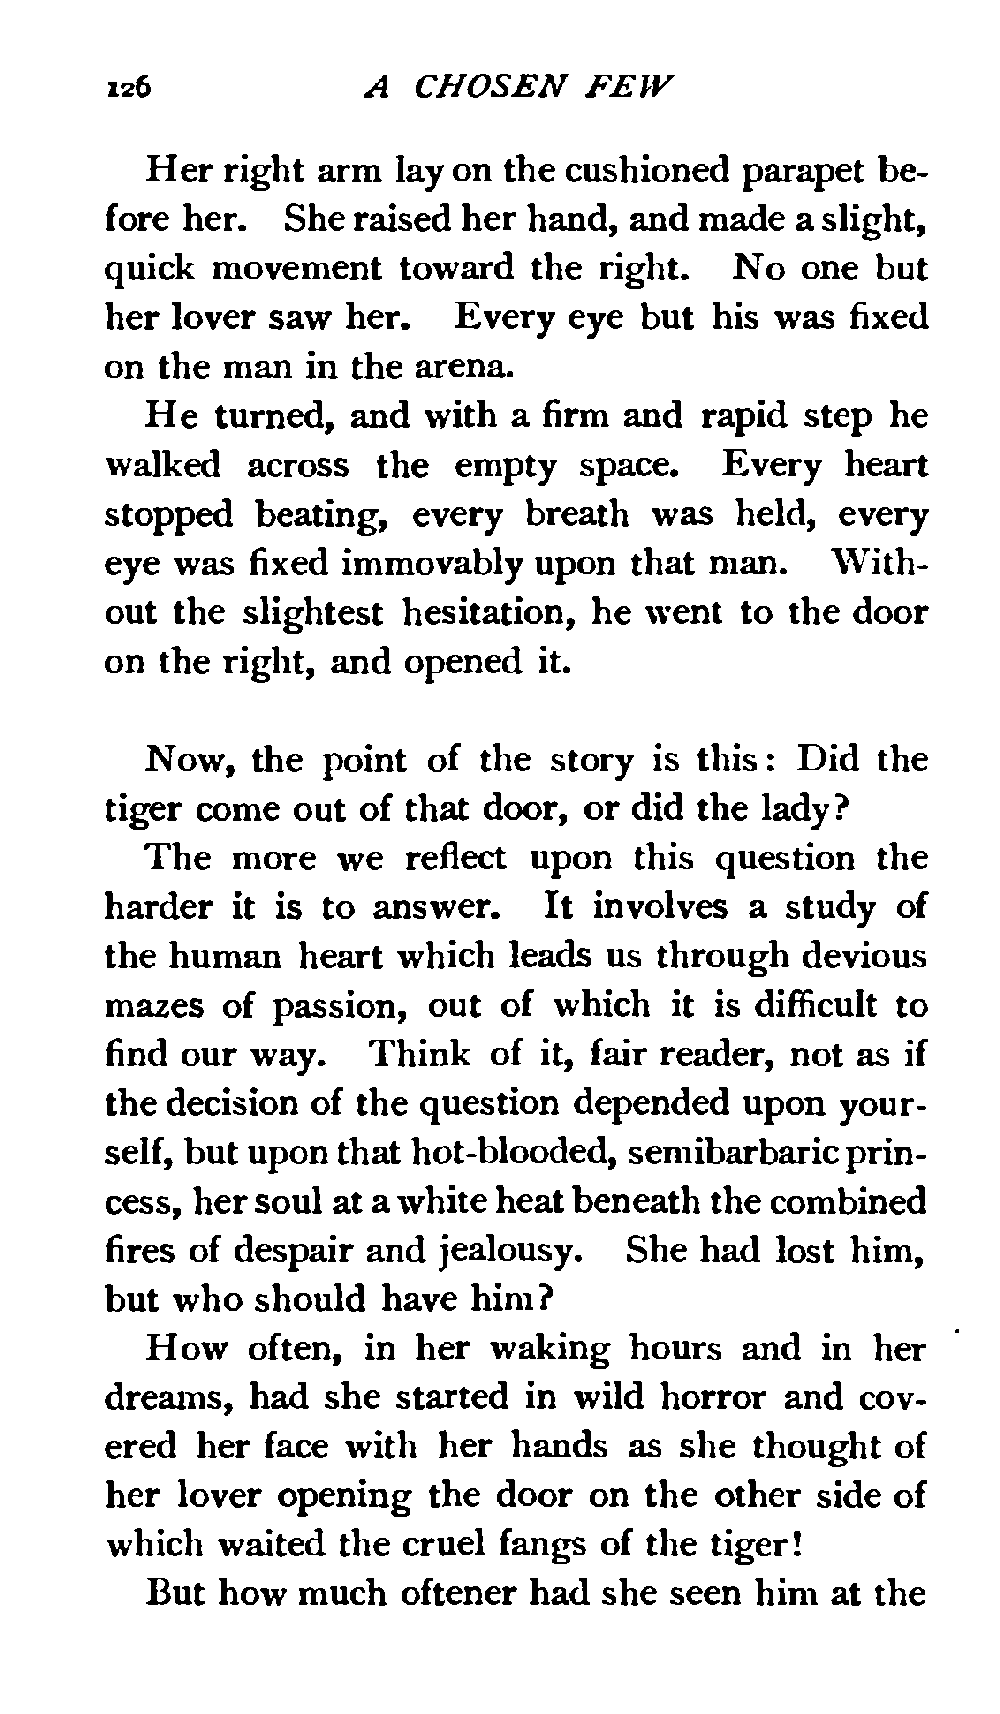 126 A CHOSEN FEW
Her right arm lay on the cushioned parapet be-
fore her. She raised her hand, and made a slight,
quick movement toward the right. No one but
her lover saw her. Every eye but his was fixed
on the man in the arena.
He turned, and with a firm and rapid step he
walked across the empty space. Every heart
stopped beating, every breath was held, every
eye was fixed immovably upon that man. With-
out the slightest hesitation, he went to the door
on the right, and opened it.
Now, the point of the story is this: Did the
tiger come out of that door, or did the lady?
The more we reflect upon this question the
harder it is to answer. It involves a study of
the human heart which leads us through devious
mazes of passion, out of which it is difficult to
find our way. Think of it, fair reader, not as if
the decision of the question depended upon your-
self, but upon that hot-blooded, semibarbaric prin-
cess, her soul at a white heat beneath the combined
fires of despair and jealousy. She had lost him,
but who should have him?
How often, in her waking hours and in her
dreams, had she started in wild horror and cov-
ered her face with her hands as she thought of
her lover opening the door on the other side of
which waited the cruel fangs of the tiger!
But how much oftener had she seen him at the